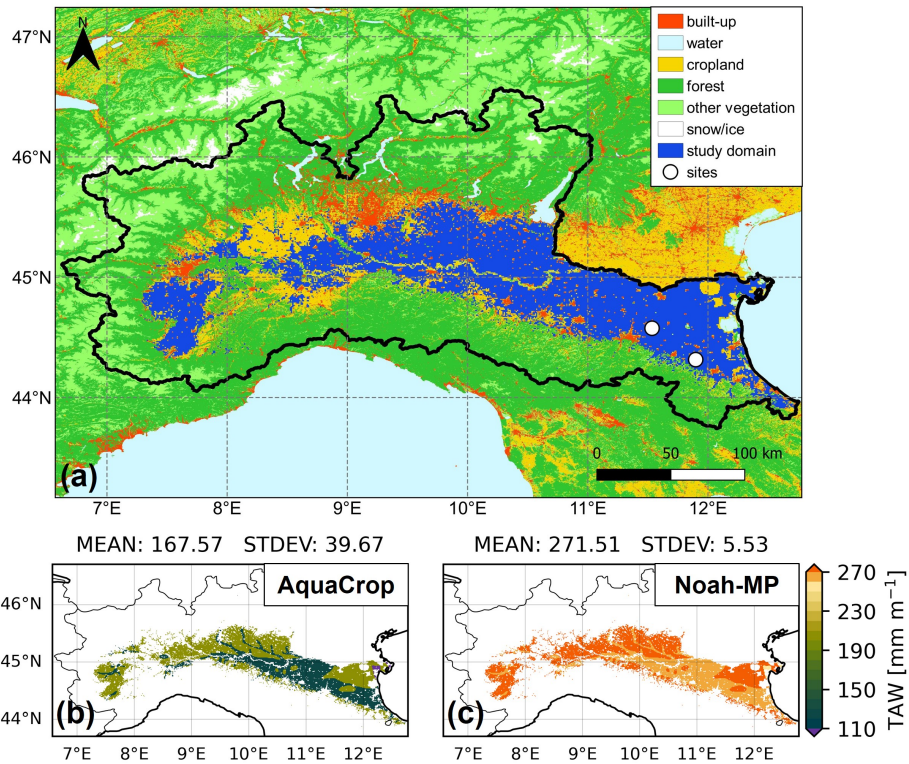 N
47°N
46°N
45°N
44°N
built-up
water
cropland
forest
other vegetation
snow/ice
study domain
sites
0 50 100 km
(a)
7°E 8°E 9°E 10°E 11°E 12°E
MEAN: 167.57 STDEV: 39.67
MEAN: 271.51 STDEV: 5.53
46°N
45°N
44°N
AquaCrop
(b)
7°E 8°E 9°E 10°E 11°E 12°E
Noah-MP
(c)
7°E 8°E 9°E 10°E 11°E 12°E
270
230
190
150
110
TAW [mm m⁻¹]